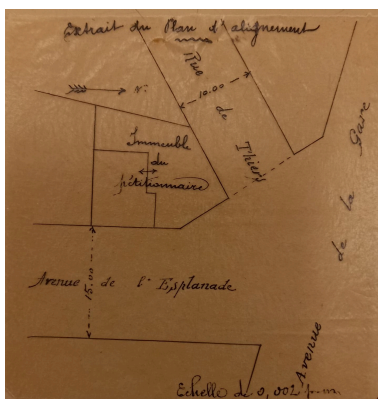 Extrait du Plan d'alignement
Rue de Thiers
10.00
N.
Immeuble
du
pétitionnaire
Avenue de la Gare
Avenue de l'Esplanade
15.00
Echelle de 0,002 p.m.